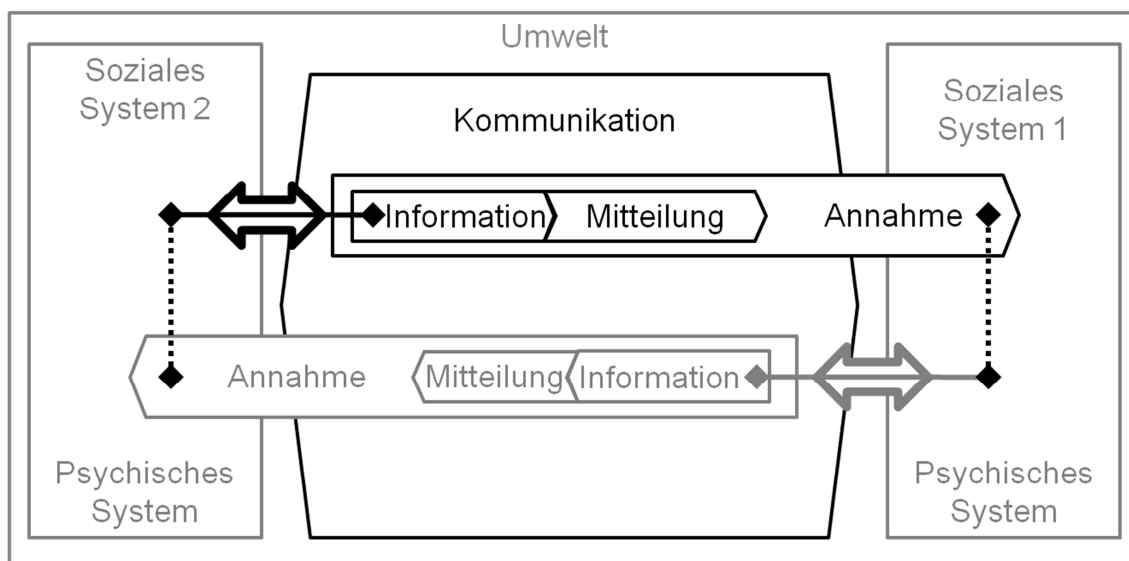 Umwelt
Soziales
System 2
Kommunikation
Soziales
System 1
Information
Mitteilung
Annahme
Annahme
Mitteilung
Information
Psychisches
System
Psychisches
System